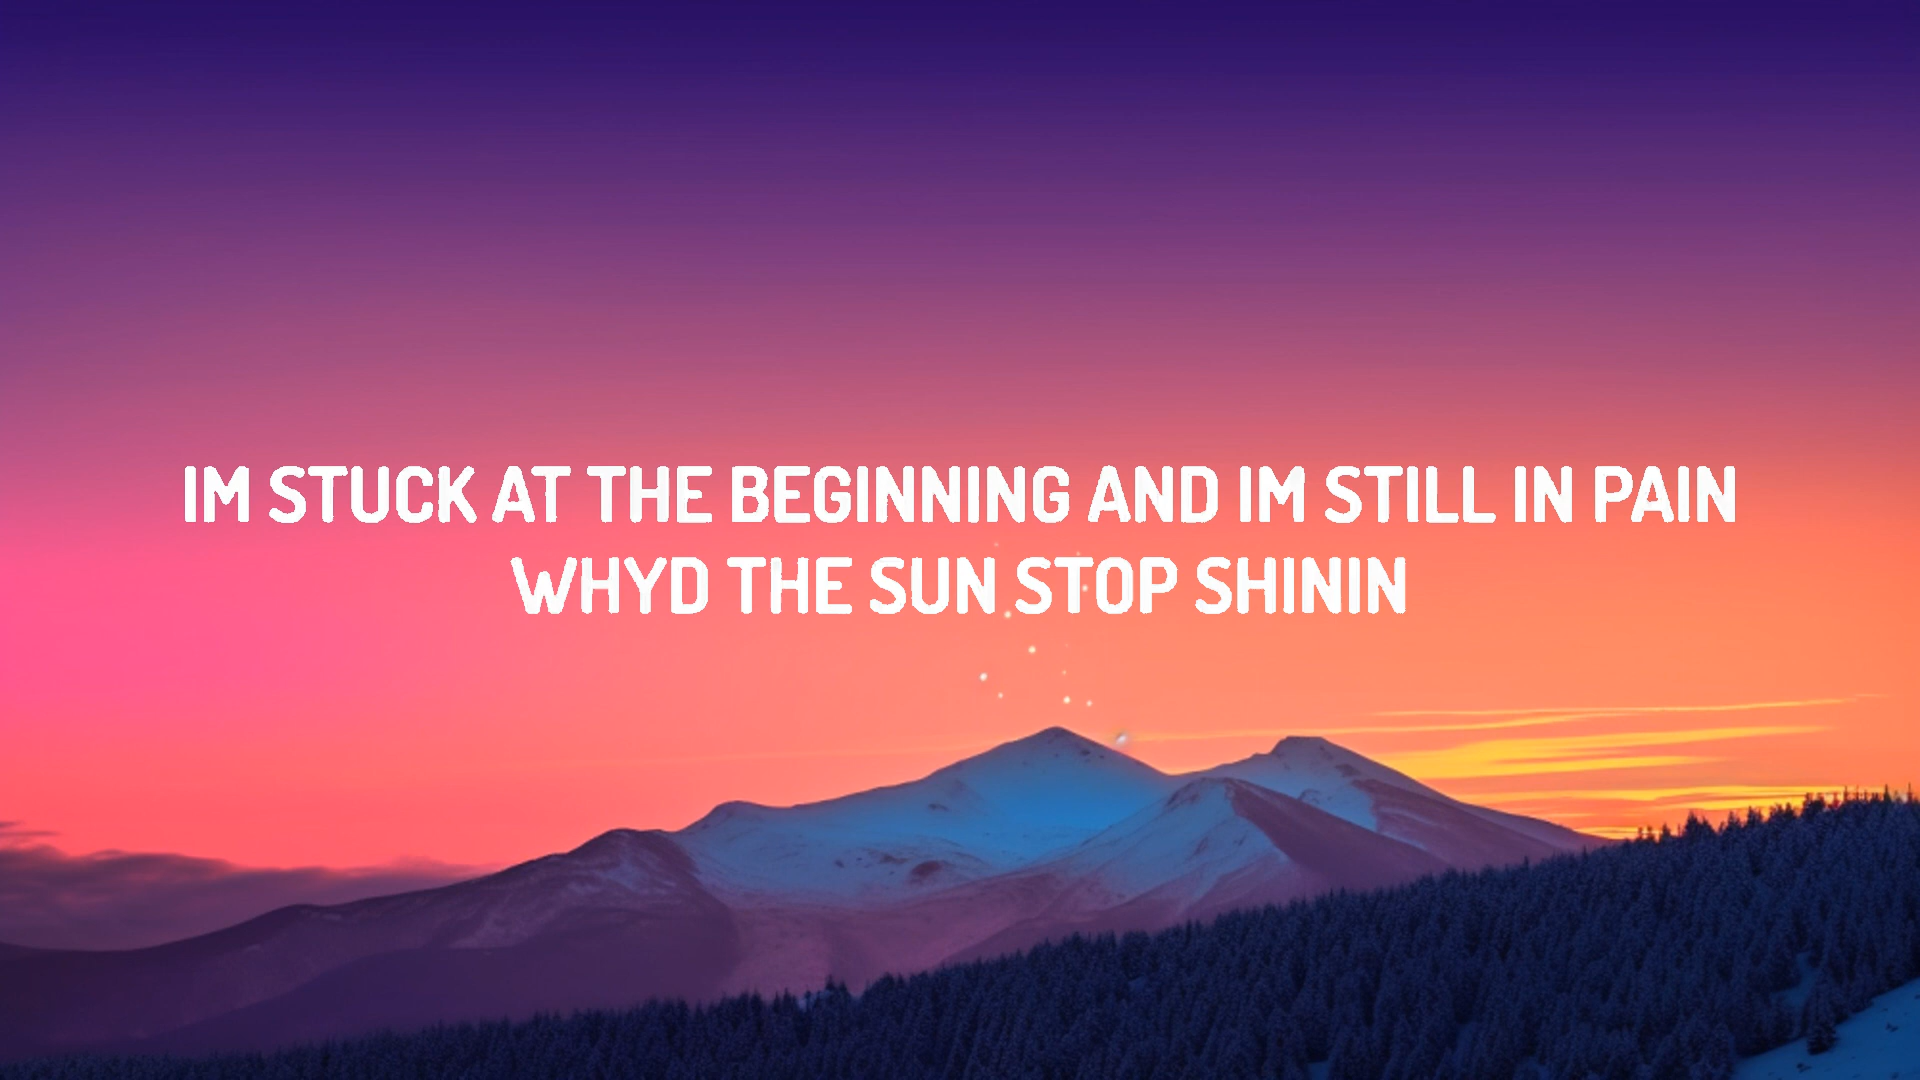 IM STUCK AT THE BEGINNING AND IM STILL IN PAIN
WHYD THE SUN STOP SHININ